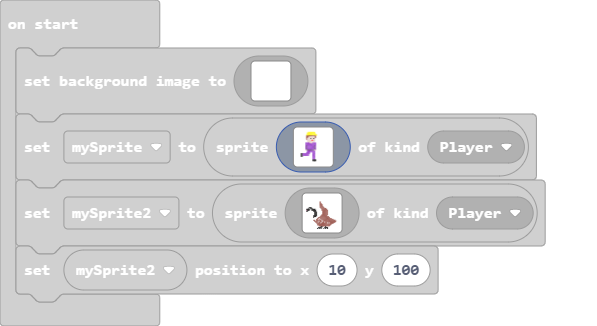 on start
set background image to
set mySprite to sprite of kind Player
set mySprite2 to sprite of kind Player
set mySprite2 position to x 10 y 100